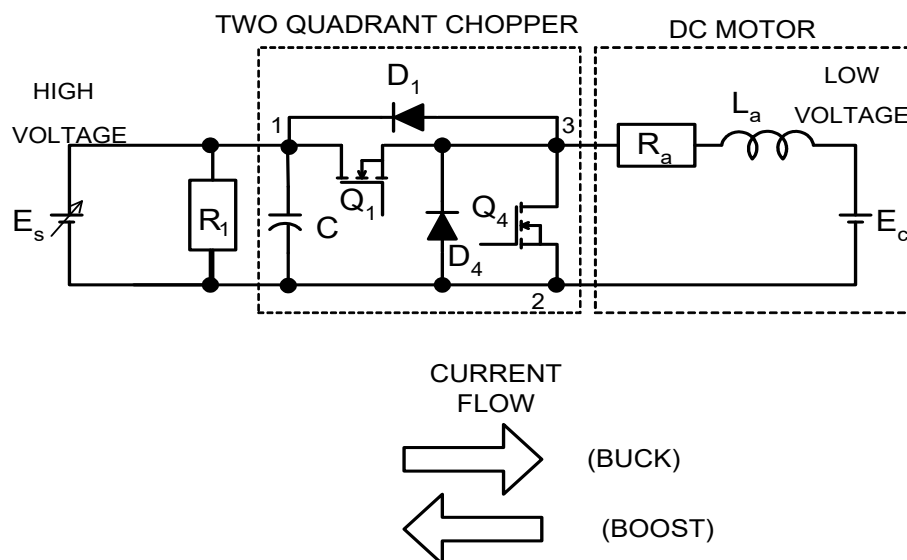 TWO QUADRANT CHOPPER
DC MOTOR
HIGH
VOLTAGE
LOW
VOLTAGE
D1
1
3
La
Ra
Es
R1
C
Q1
Q4
D4
Ec
2
CURRENT
FLOW
(BUCK)
(BOOST)